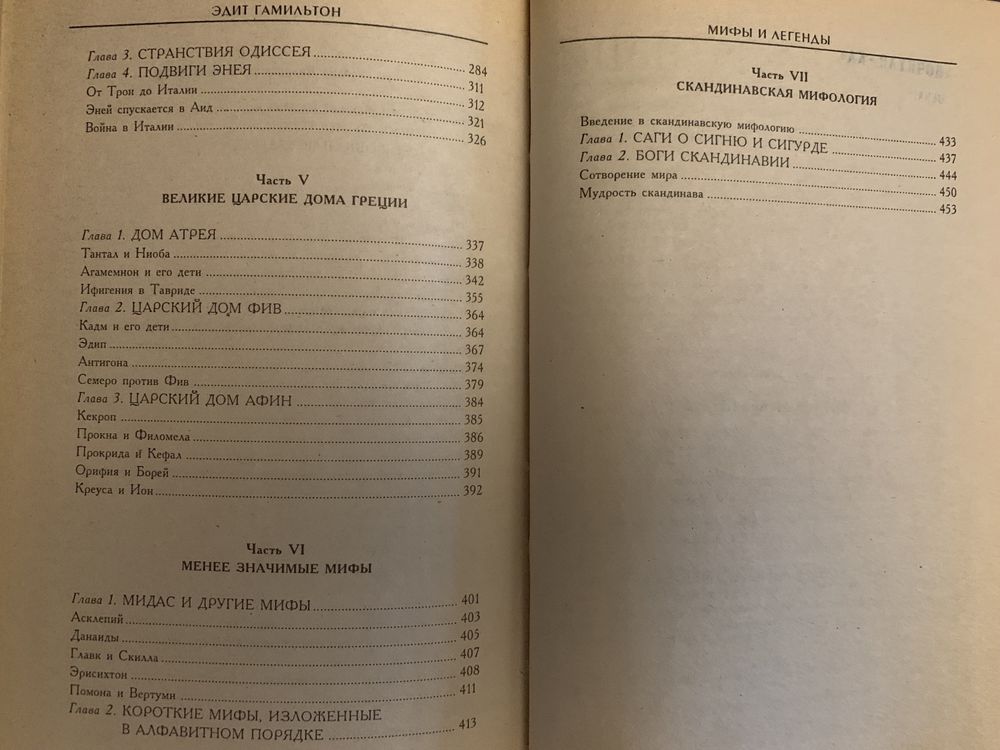 ЭДИТ ГАМИЛЬТОН
Глава 3. СТРАНСТВИЯ ОДИССЕЯ 284
Глава 4. ПОДВИГИ ЭНЕЯ 311
От Трои до Италии 312
Эней спускается в Аид 321
Война в Италии 326
Часть V
ВЕЛИКИЕ ЦАРСКИЕ ДОМА ГРЕЦИИ
Глава 1. ДОМ АТРЕЯ 337
Тантал и Ниоба 338
Агамемнон и его дети 342
Ифигения в Тавриде 355
Глава 2. ЦАРСКИЙ ДОМ ФИВ 364
Кадм и его дети 364
Эдип 367
Антигона 374
Семеро против Фив 379
Глава 3. ЦАРСКИЙ ДОМ АФИН 384
Кекроп 385
Прокна и Филомела 386
Прокрида и Кефал 389
Орифия и Борей 391
Креуса и Ион 392
Часть VI
МЕНЕЕ ЗНАЧИМЫЕ МИФЫ
Глава 1. МИДАС И ДРУГИЕ МИФЫ 401
Асклепий 403
Данаиды 405
Главк и Скилла 407
Эрисихтон 408
Помона и Вертумн 411
Глава 2. КОРОТКИЕ МИФЫ, ИЗЛОЖЕННЫЕ
В АЛФАВИТНОМ ПОРЯДКЕ 413
МИФЫ И ЛЕГЕНДЫ
Часть VII
СКАНДИНАВСКАЯ МИФОЛОГИЯ
Введение в скандинавскую мифологию 433
Глава 1. САГИ О СИГНЮ И СИГУРДЕ 437
Глава 2. БОГИ СКАНДИНАВИИ 444
Сотворение мира 450
Мудрость скандинава 453